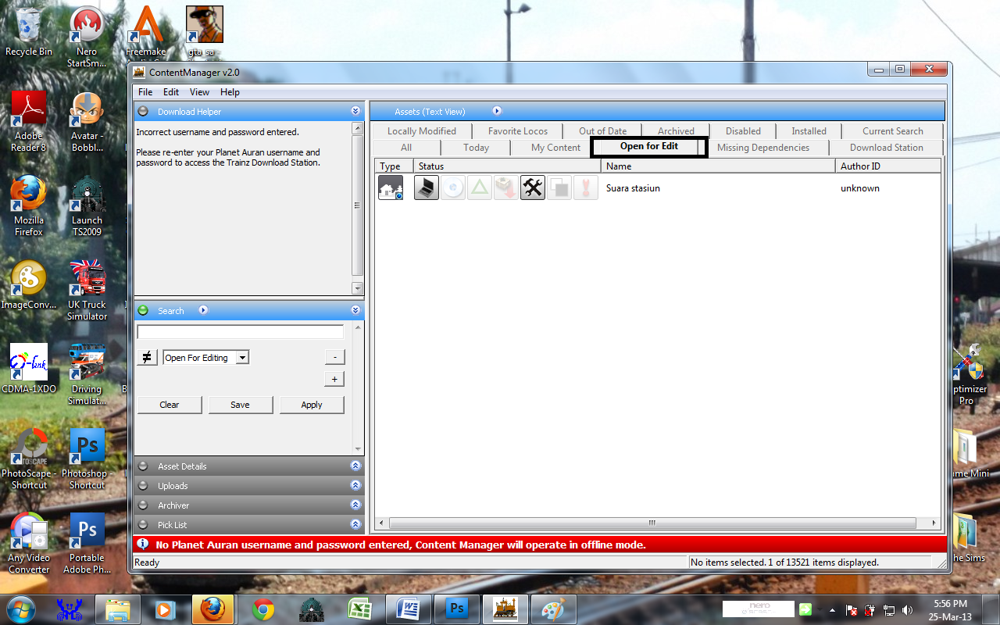 Recycle Bin
Nero
StartSm...
Freemake
gta_sa -
Adobe
Reader 8
Avatar -
Bobbl...
Mozilla
Firefox
Launch
TS2009
ImageConv...
UK Truck
Simulator
CDMA-1XDO
Driving
Simulat...
PhotoScape -
Shortcut
Photoshop -
Shortcut
Any Video
Converter
Portable
Adobe Ph...
ContentManager v2.0
File Edit View Help
Download Helper
Incorrect username and password entered.
Please re-enter your Planet Auran username and
password to access the Trainz Download Station.
Search
≠ Open For Editing -
+
Clear Save Apply
Asset Details
Uploads
Archiver
Pick List
Assets (Text View)
Locally Modified Favorite Locos Out of Date Archived Disabled Installed Current Search
All Today My Content Open for Edit Missing Dependencies Download Station
Type Status Name Author ID
Suara stasiun unknown
No Planet Auran username and password entered, Content Manager will operate in offline mode.
Ready No items selected. 1 of 13521 items displayed.
ptimizer
Pro
ime Mini
he Sims
nero
5:56 PM
25-Mar-13